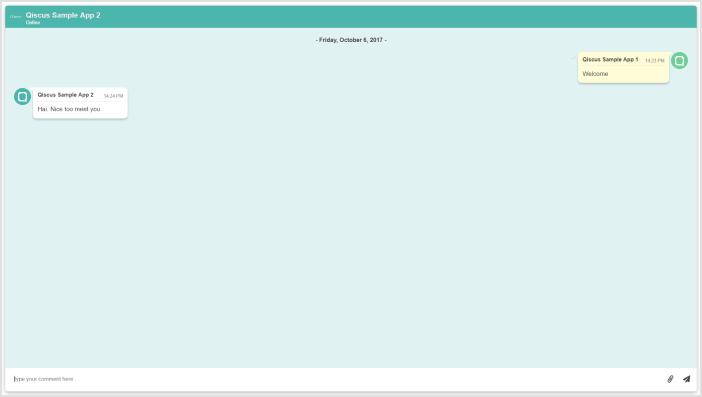 Qiscus Sample App 2
Online
- Friday, October 6, 2017 -
Qiscus Sample App 1 14:23 PM
Welcome
Qiscus Sample App 2 14:24 PM
Hai. Nice too meet you
Type your comment here ..